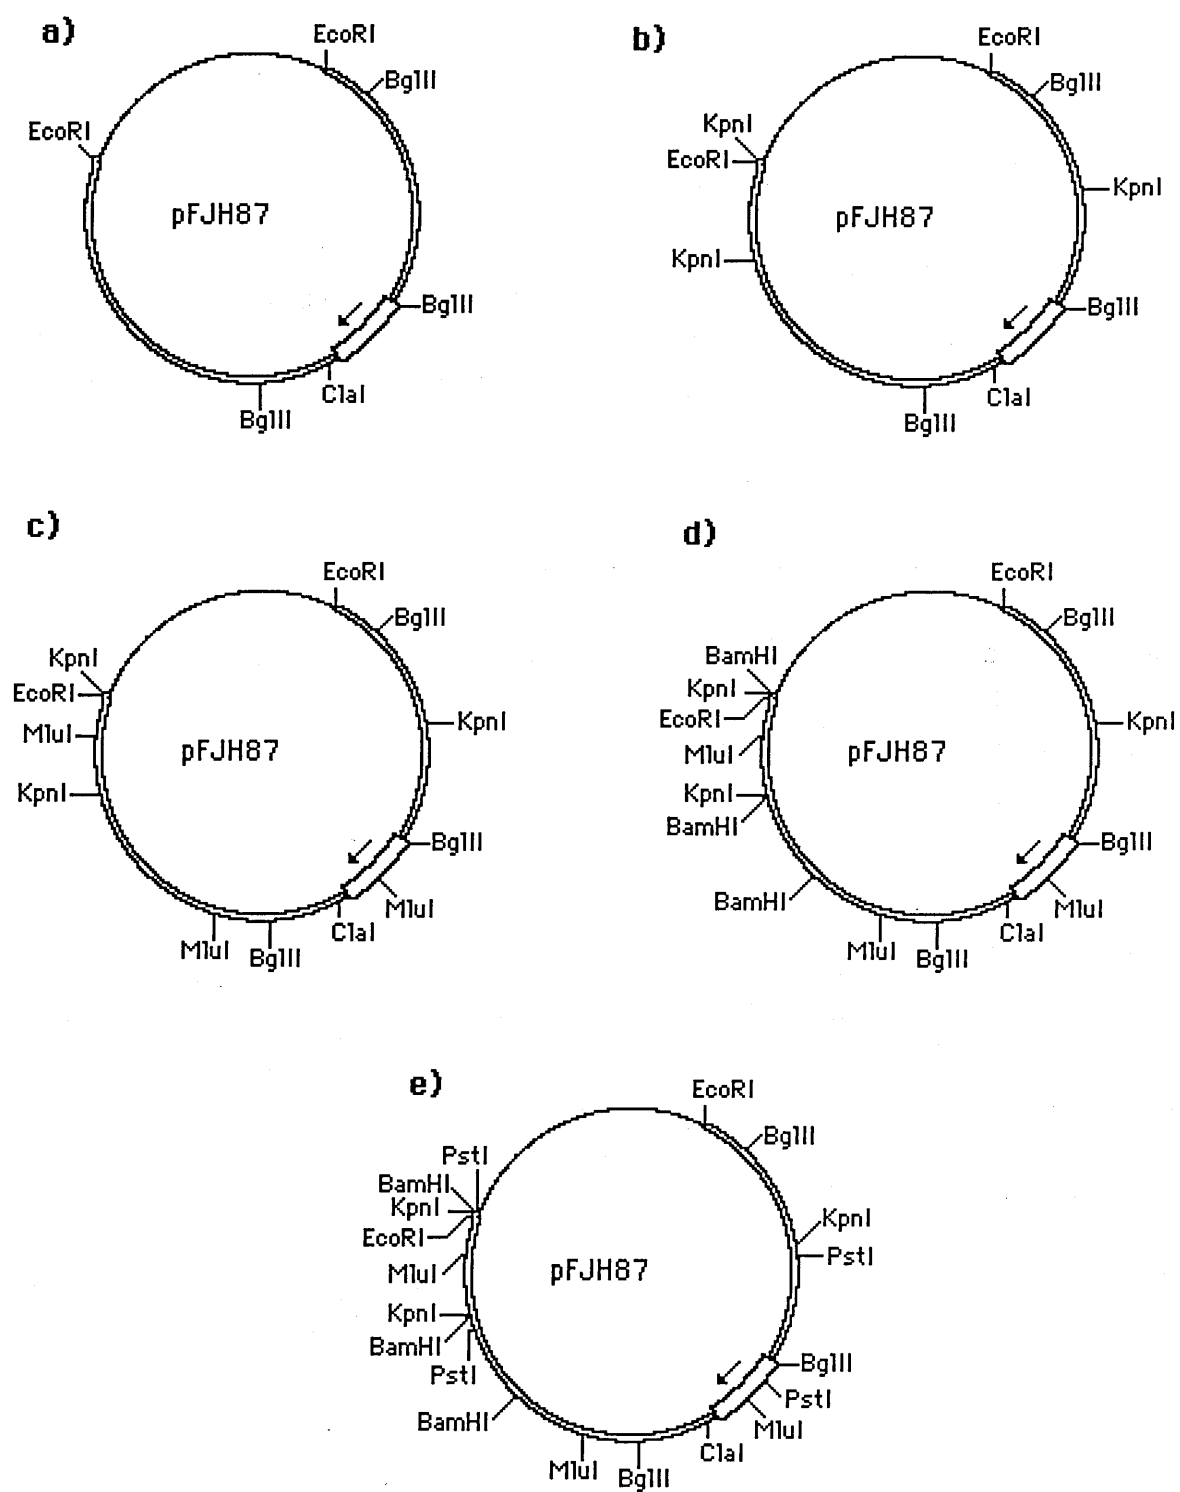 a)
EcoRI
BglII
EcoRI
pFJH87
BglII
ClaI
BglII
b)
EcoRI
BglII
KpnI
EcoRI
KpnI
pFJH87
KpnI
BglII
ClaI
BglII
c)
EcoRI
BglII
KpnI
EcoRI
KpnI
MluI
pFJH87
KpnI
BglII
MluI
ClaI
MluI
BglII
d)
EcoRI
BglII
BamHI
KpnI
EcoRI
KpnI
MluI
pFJH87
KpnI
BamHI
BglII
BamHI
MluI
ClaI
MluI
BglII
e)
EcoRI
BglII
PstI
BamHI
KpnI
KpnI
EcoRI
PstI
MluI
pFJH87
KpnI
BamHI
PstI
BglII
PstI
BamHI
MluI
ClaI
MluI
BglII